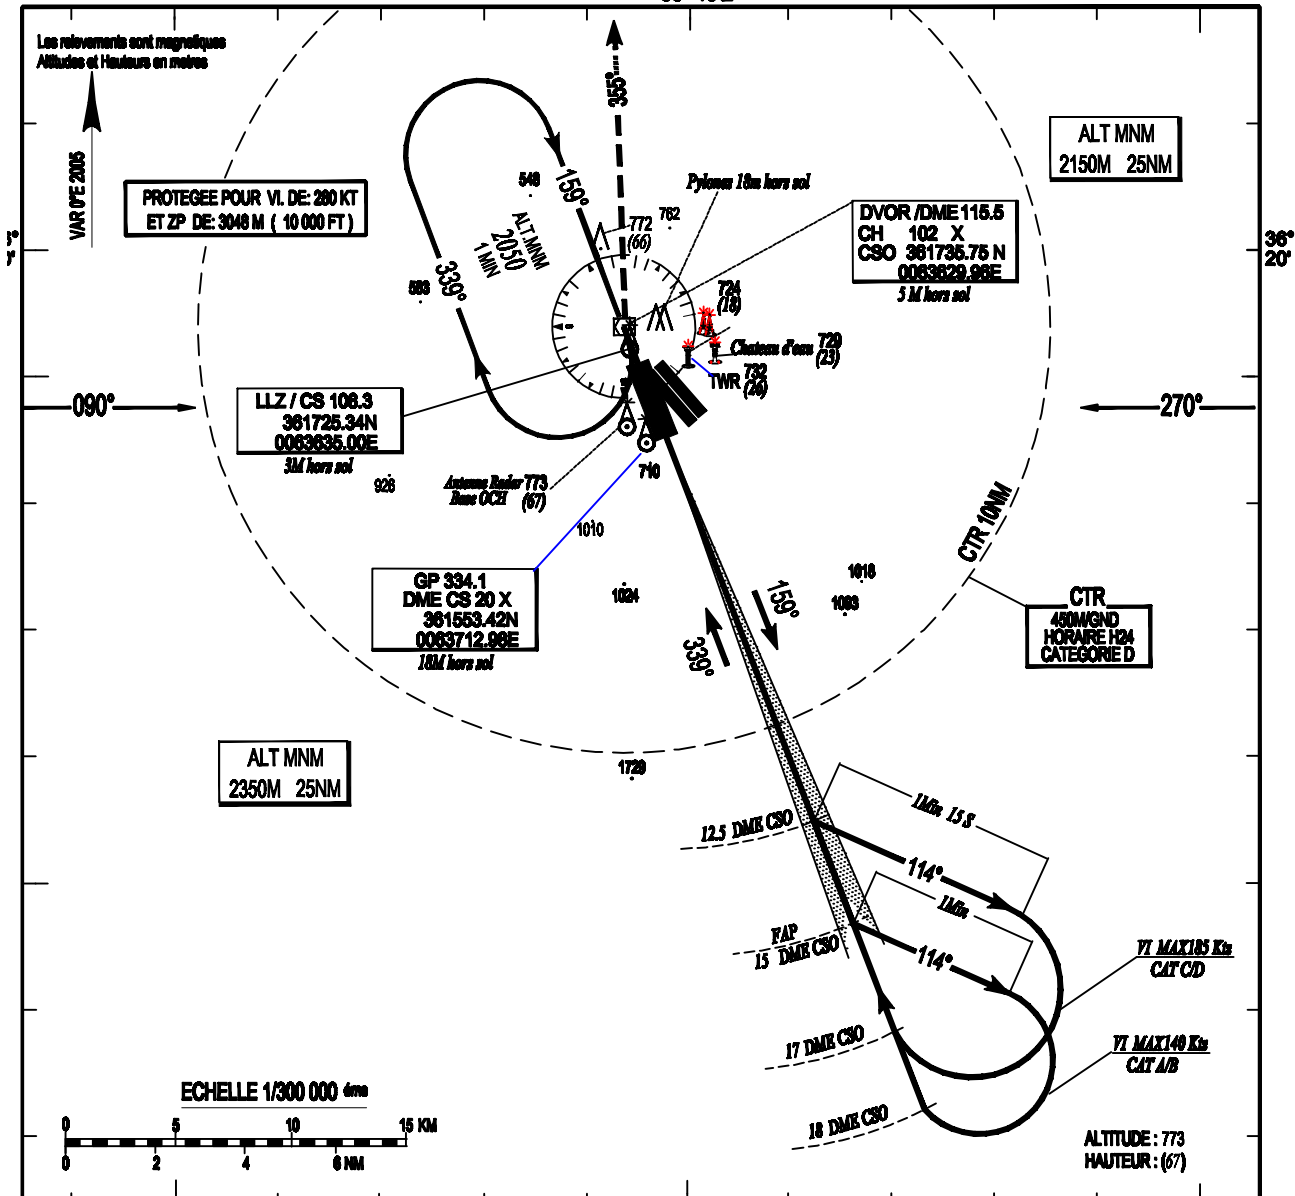 Les relevements sont magnetiques
Altitudes et Hauteurs en metres
VAR 0°E 2005
PROTEGEE POUR VI. DE: 260 KT
ET ZP DE: 3048 M ( 10 000 FT )
355°
159°
339°
ALT.MNM
2050
1 MIN
548
583
772
(66)
762
Pylones 18m hors sol
ALT MNM
2150M 25NM
DVOR /DME 115.5
CH 102 X
CSO 361735.75 N
0063629.96E
5 M hors sol
36°
20'
724
(18)
Chateau d'eau 729
(23)
TWR 732
(26)
090°
270°
LLZ / CS 108.3
361725.34N
0063635.00E
3M hors sol
926
Antenne Radar 773
Base OCH (67)
710
1010
1024
GP 334.1
DME CS 20 X
361553.42N
0063712.98E
18M hors sol
CTR 10NM
1018
1083
CTR
450M/GND
HORAIRE H24
CATEGORIE D
159°
339°
ALT MNM
2350M 25NM
1729
12.5 DME CSO
1Min 15 S
114°
1Min
FAP
15 DME CSO
114°
VI MAX185 Kts
CAT C/D
17 DME CSO
VI MAX140 Kts
CAT A/B
18 DME CSO
ECHELLE 1/300 000 éme
0 5 10 15 KM
0 2 4 6 NM
ALTITUDE : 773
HAUTEUR : (67)